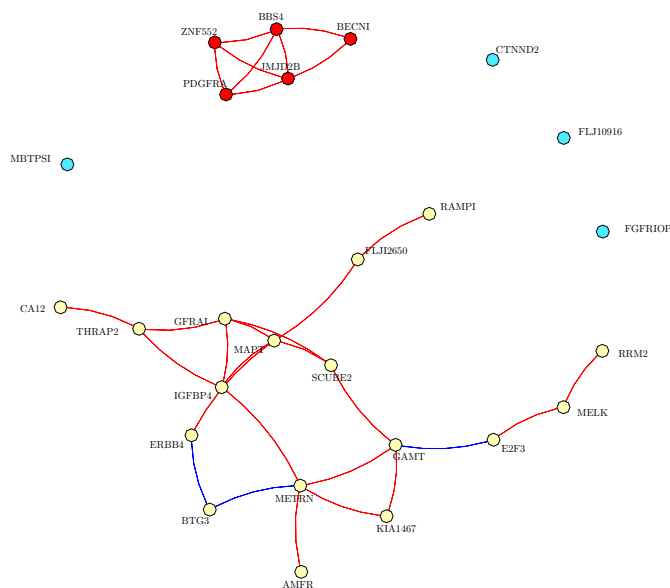 BBS4
BECNI
ZNF552
CTNND2
JMJD2B
PDGFRA
FLJ10916
MBTPSI
RAMPI
FGFRIOP
FLJI2650
CA12
GFRAL
THRAP2
MAPT
RRM2
SCUBE2
IGFBP4
MELK
ERBB4
E2F3
GAMT
METRN
BTG3
KIA1467
AMFR